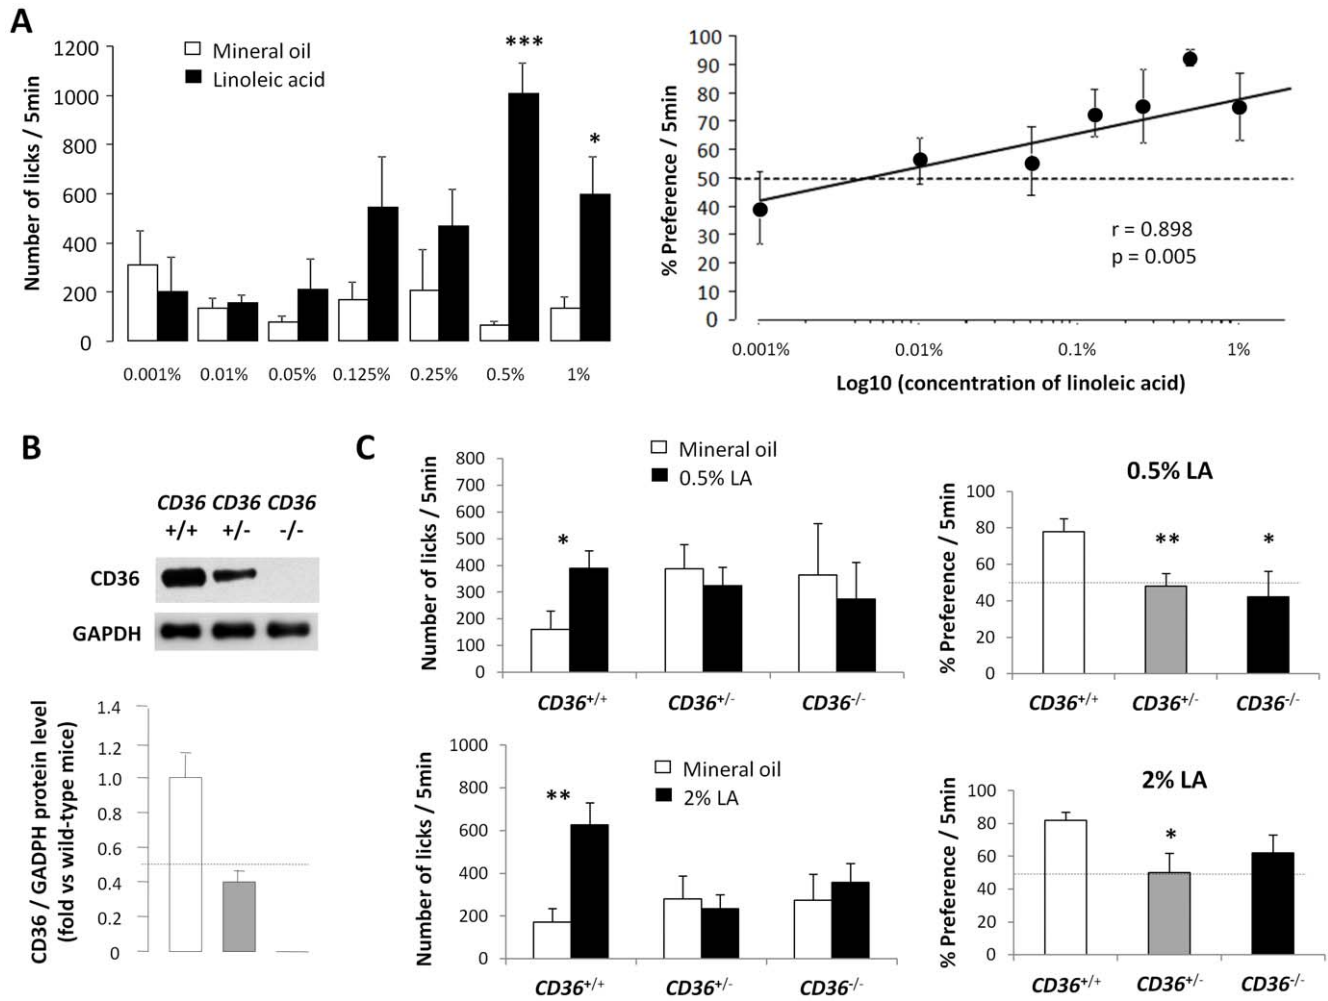 A
Mineral oil
Linoleic acid
Number of licks / 5min
1200
1000
800
600
400
200
0
***
*
0.001%
0.01%
0.05%
0.125%
0.25%
0.5%
1%
% Preference / 5min
100
90
80
70
60
50
40
30
20
10
0
r = 0.898
p = 0.005
0.001%
0.01%
0.1%
1%
Log10 (concentration of linoleic acid)
B
CD36 CD36 CD36
+/+ +/- -/-
CD36
GAPDH
CD36 / GADPH protein level
(fold vs wild-type mice)
1.4
1.2
1.0
0.8
0.6
0.4
0.2
0
C
Mineral oil
0.5% LA
Number of licks / 5min
800
700
600
500
400
300
200
100
0
*
CD36+/+
CD36+/-
CD36-/-
0.5% LA
% Preference / 5min
100
80
60
40
20
0
**
*
CD36+/+
CD36+/-
CD36-/-
Mineral oil
2% LA
Number of licks / 5min
1000
800
600
400
200
0
**
CD36+/+
CD36+/-
CD36-/-
2% LA
% Preference / 5min
100
80
60
40
20
0
*
CD36+/+
CD36+/-
CD36-/-